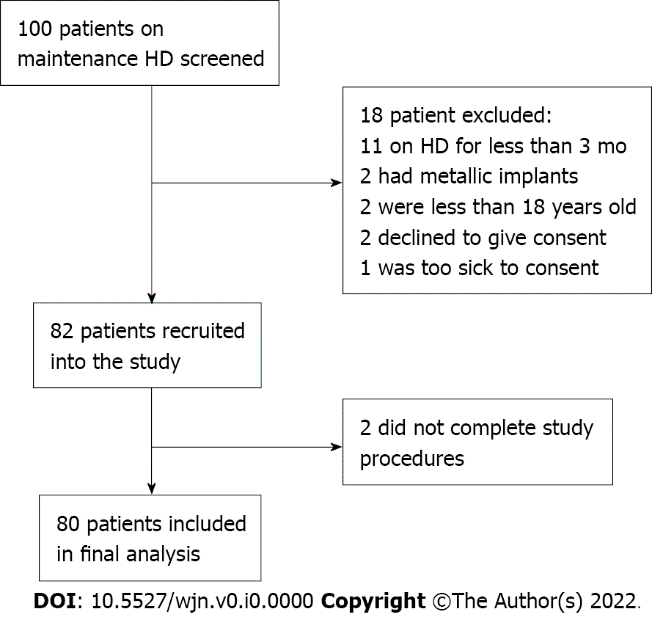 100 patients on
maintenance HD screened
18 patient excluded:
11 on HD for less than 3 mo
2 had metallic implants
2 were less than 18 years old
2 declined to give consent
1 was too sick to consent
82 patients recruited
into the study
2 did not complete study
procedures
80 patients included
in final analysis
DOI: 10.5527/wjn.v0.i0.0000 Copyright ©The Author(s) 2022.